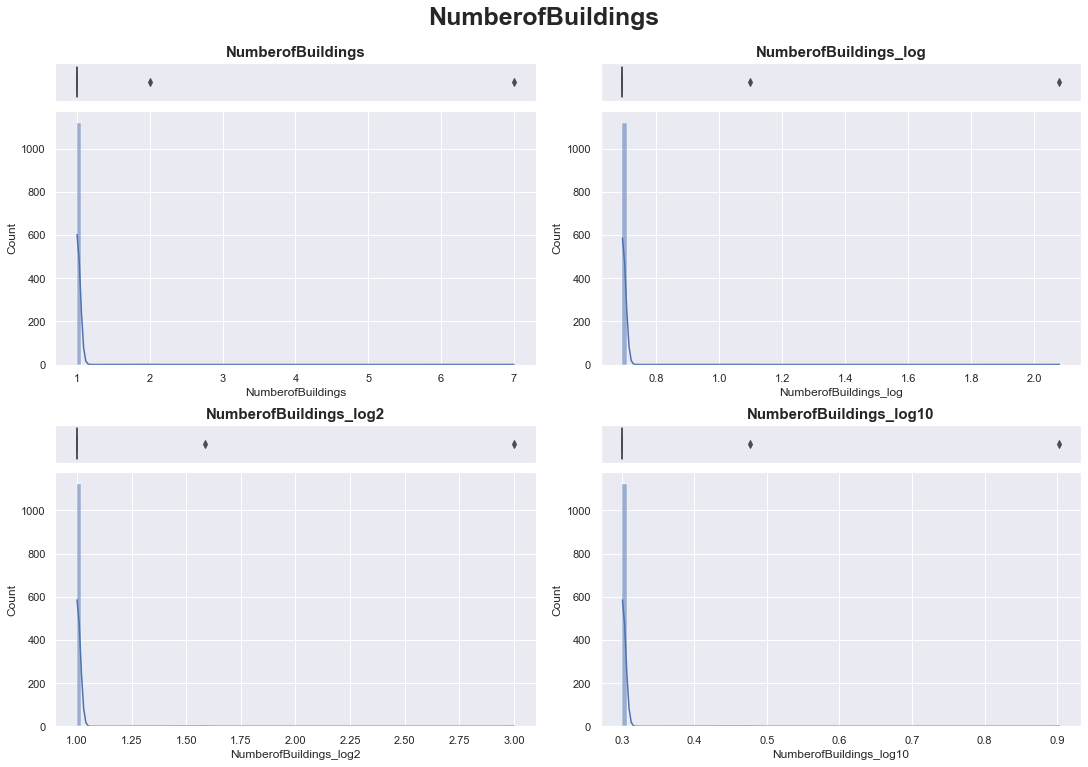 NumberofBuildings
NumberofBuildings
NumberofBuildings_log
1000
800
600
400
200
0
Count
1 2 3 4 5 6 7
NumberofBuildings
1000
800
600
400
200
0
Count
0.8 1.0 1.2 1.4 1.6 1.8 2.0
NumberofBuildings_log
NumberofBuildings_log2
NumberofBuildings_log10
1000
800
600
400
200
0
Count
1.00 1.25 1.50 1.75 2.00 2.25 2.50 2.75 3.00
NumberofBuildings_log2
1000
800
600
400
200
0
Count
0.3 0.4 0.5 0.6 0.7 0.8 0.9
NumberofBuildings_log10